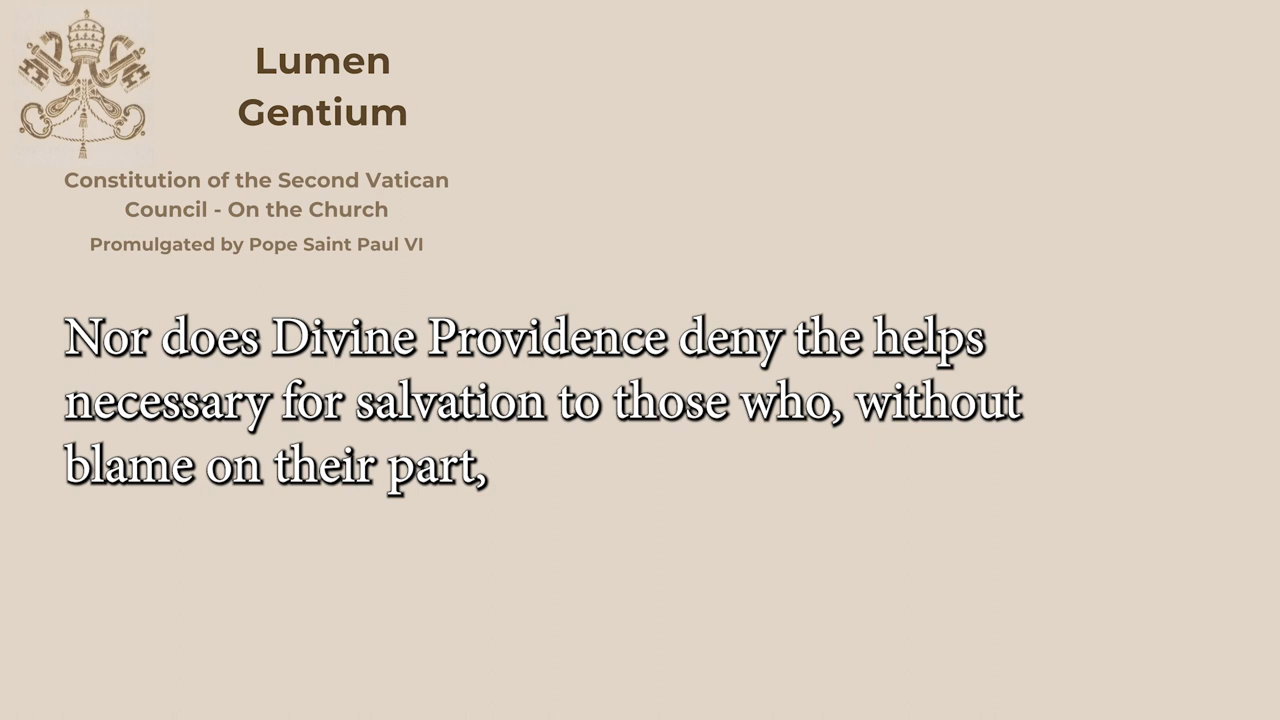 Lumen
Gentium
Constitution of the Second Vatican
Council - On the Church
Promulgated by Pope Saint Paul VI
Nor does Divine Providence deny the helps
necessary for salvation to those who, without
blame on their part,